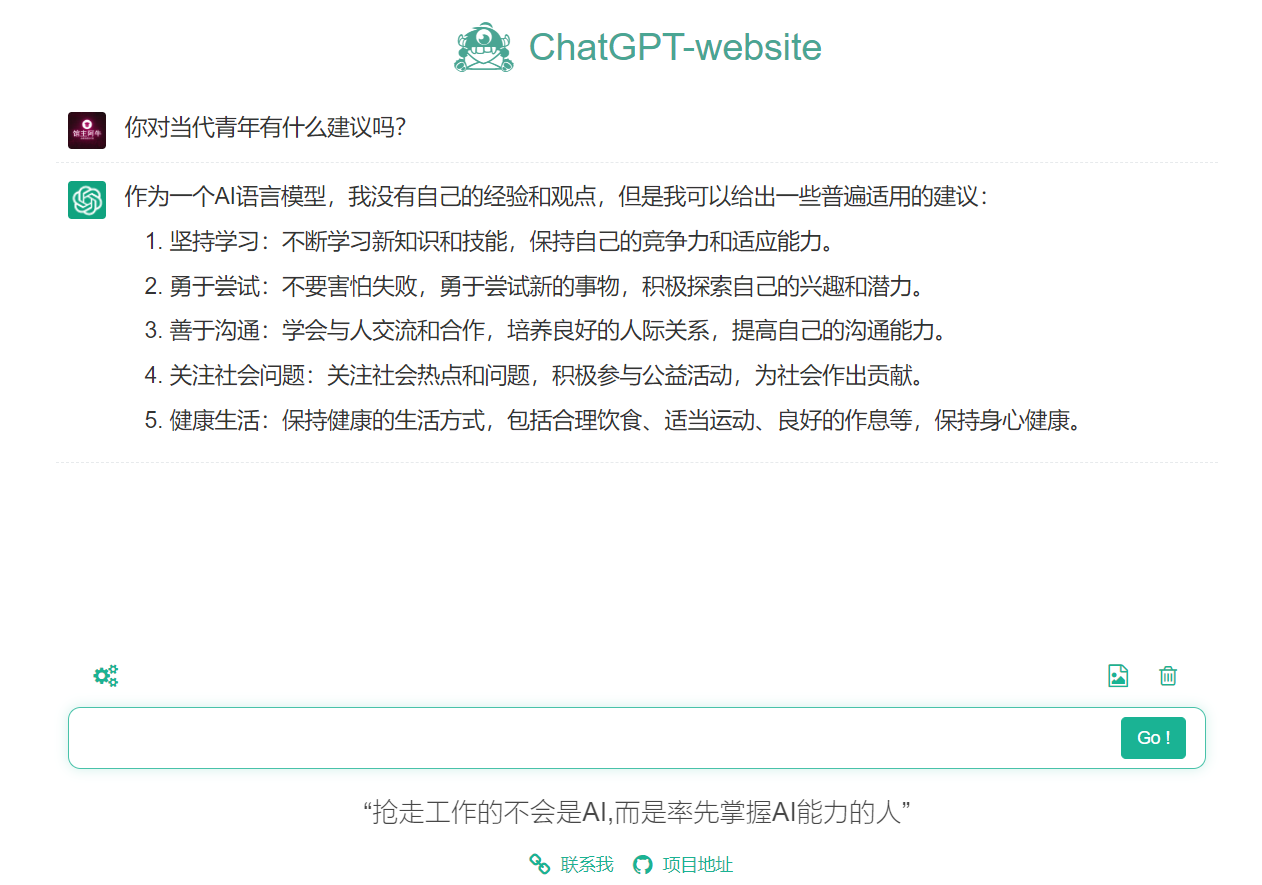 ChatGPT-website
馆主阿牛
你对当代青年有什么建议吗？
作为一个AI语言模型，我没有自己的经验和观点，但是我可以给出一些普遍适用的建议：
1. 坚持学习：不断学习新知识和技能，保持自己的竞争力和适应能力。
2. 勇于尝试：不要害怕失败，勇于尝试新的事物，积极探索自己的兴趣和潜力。
3. 善于沟通：学会与人交流和合作，培养良好的人际关系，提高自己的沟通能力。
4. 关注社会问题：关注社会热点和问题，积极参与公益活动，为社会作出贡献。
5. 健康生活：保持健康的生活方式，包括合理饮食、适当运动、良好的作息等，保持身心健康。
Go !
“抢走工作的不会是AI,而是率先掌握AI能力的人”
联系我 项目地址